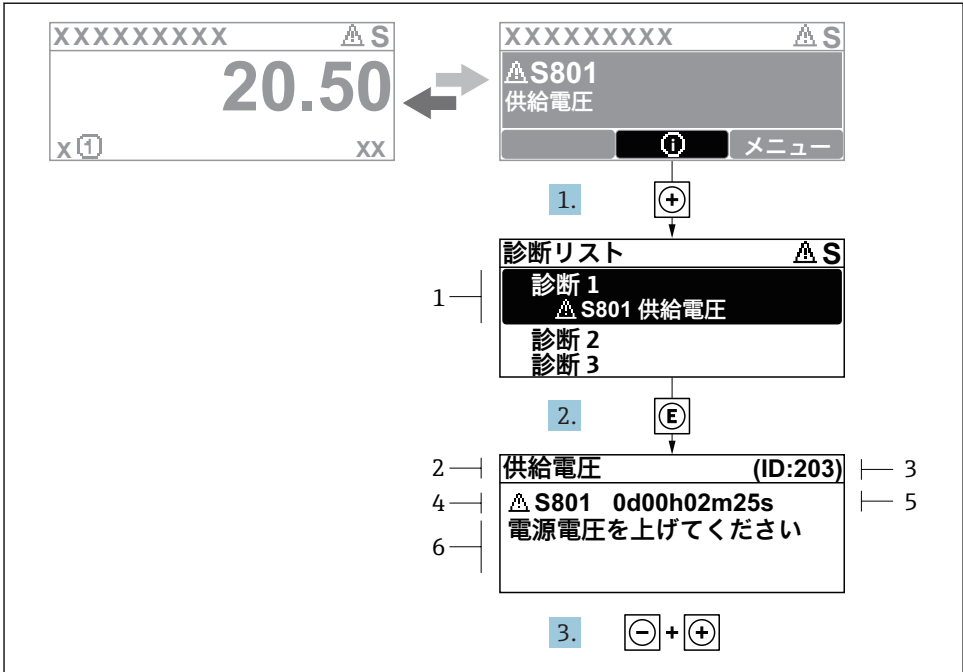 XXXXXXXXX ⚠ S
20.50
x ① xx
XXXXXXXXX ⚠ S
⚠ S801
供給電圧
ⓘ メニュー
1. +
診断リスト ⚠ S
1
診断 1
⚠ S801 供給電圧
診断 2
診断 3
2. E
2 供給電圧 (ID:203) 3
4 ⚠ S801 0d00h02m25s 5
6 電源電圧を上げてください
3. − + +